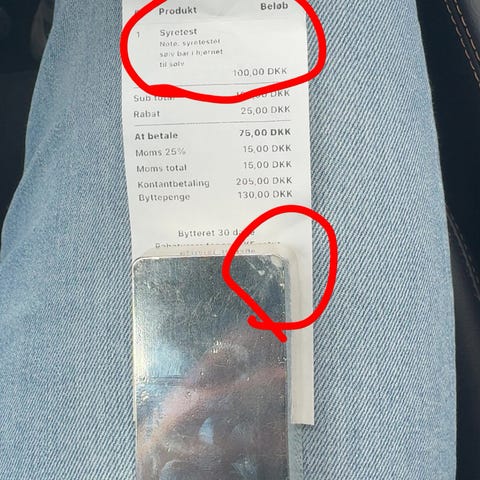 Produkt Beløb
1 Syretest
Note: syretestet
sølv bar i hjørnet
til sølv
100,00 DKK
Sub total DKK
Rabat 25,00 DKK
At betale 75,00 DKK
Moms 25% 15,00 DKK
Moms total 15,00 DKK
Kontantbetaling 205,00 DKK
Byttepenge 130,00 DKK
Bytteret 30 dage